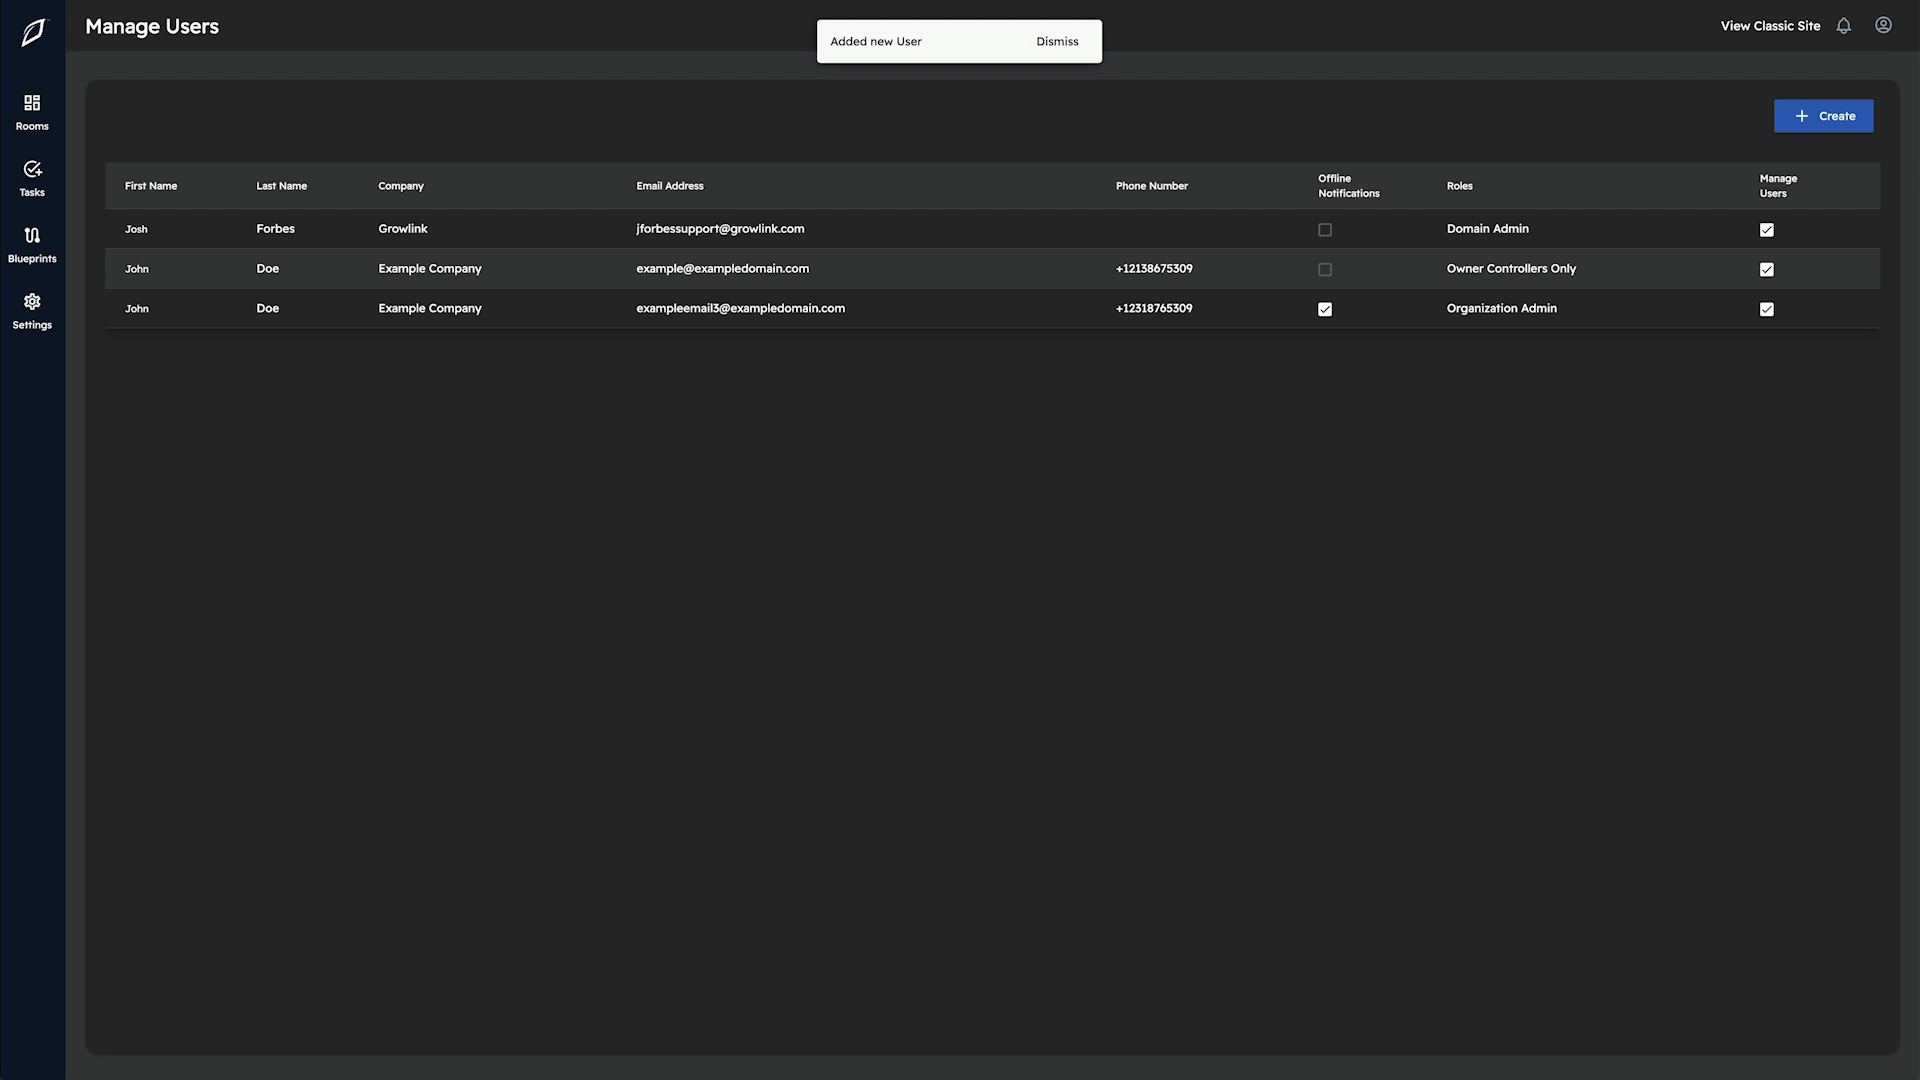 Manage Users
Added new User Dismiss
View Classic Site
Rooms
Tasks
Blueprints
Settings
Create
First Name Last Name Company Email Address Phone Number Offline Notifications Roles Manage Users
Josh Forbes Growlink jforbessupport@growlink.com Domain Admin
John Doe Example Company example@exampledomain.com +12138675309 Owner Controllers Only
John Doe Example Company exampleemail3@exampledomain.com +12318765309 Organization Admin